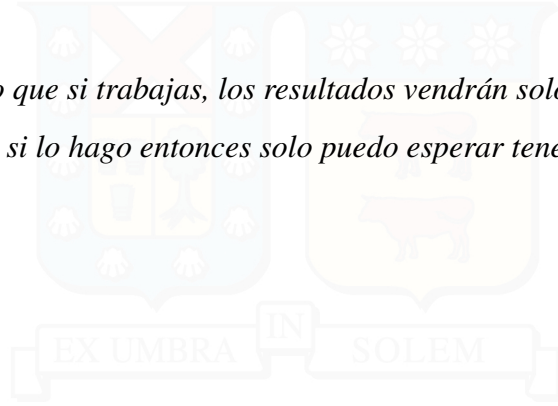 o que si trabajas, los resultados vendrán solo
si lo hago entonces solo puedo esperar tene
EX UMBRA IN SOLEM